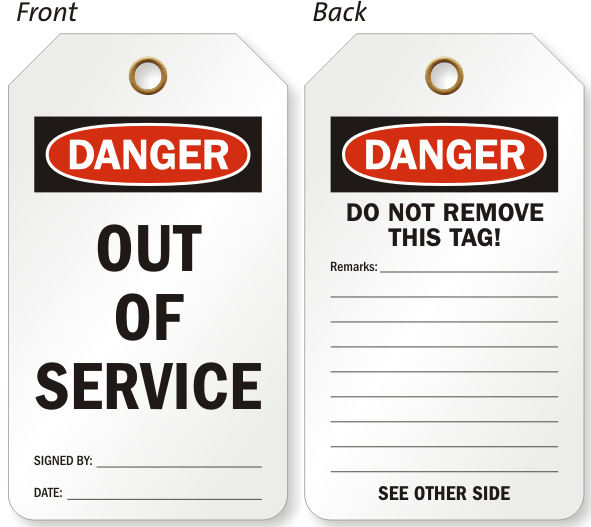 Front
DANGER
OUT
OF
SERVICE
SIGNED BY:
DATE:
Back
DANGER
DO NOT REMOVE
THIS TAG!
Remarks:
SEE OTHER SIDE